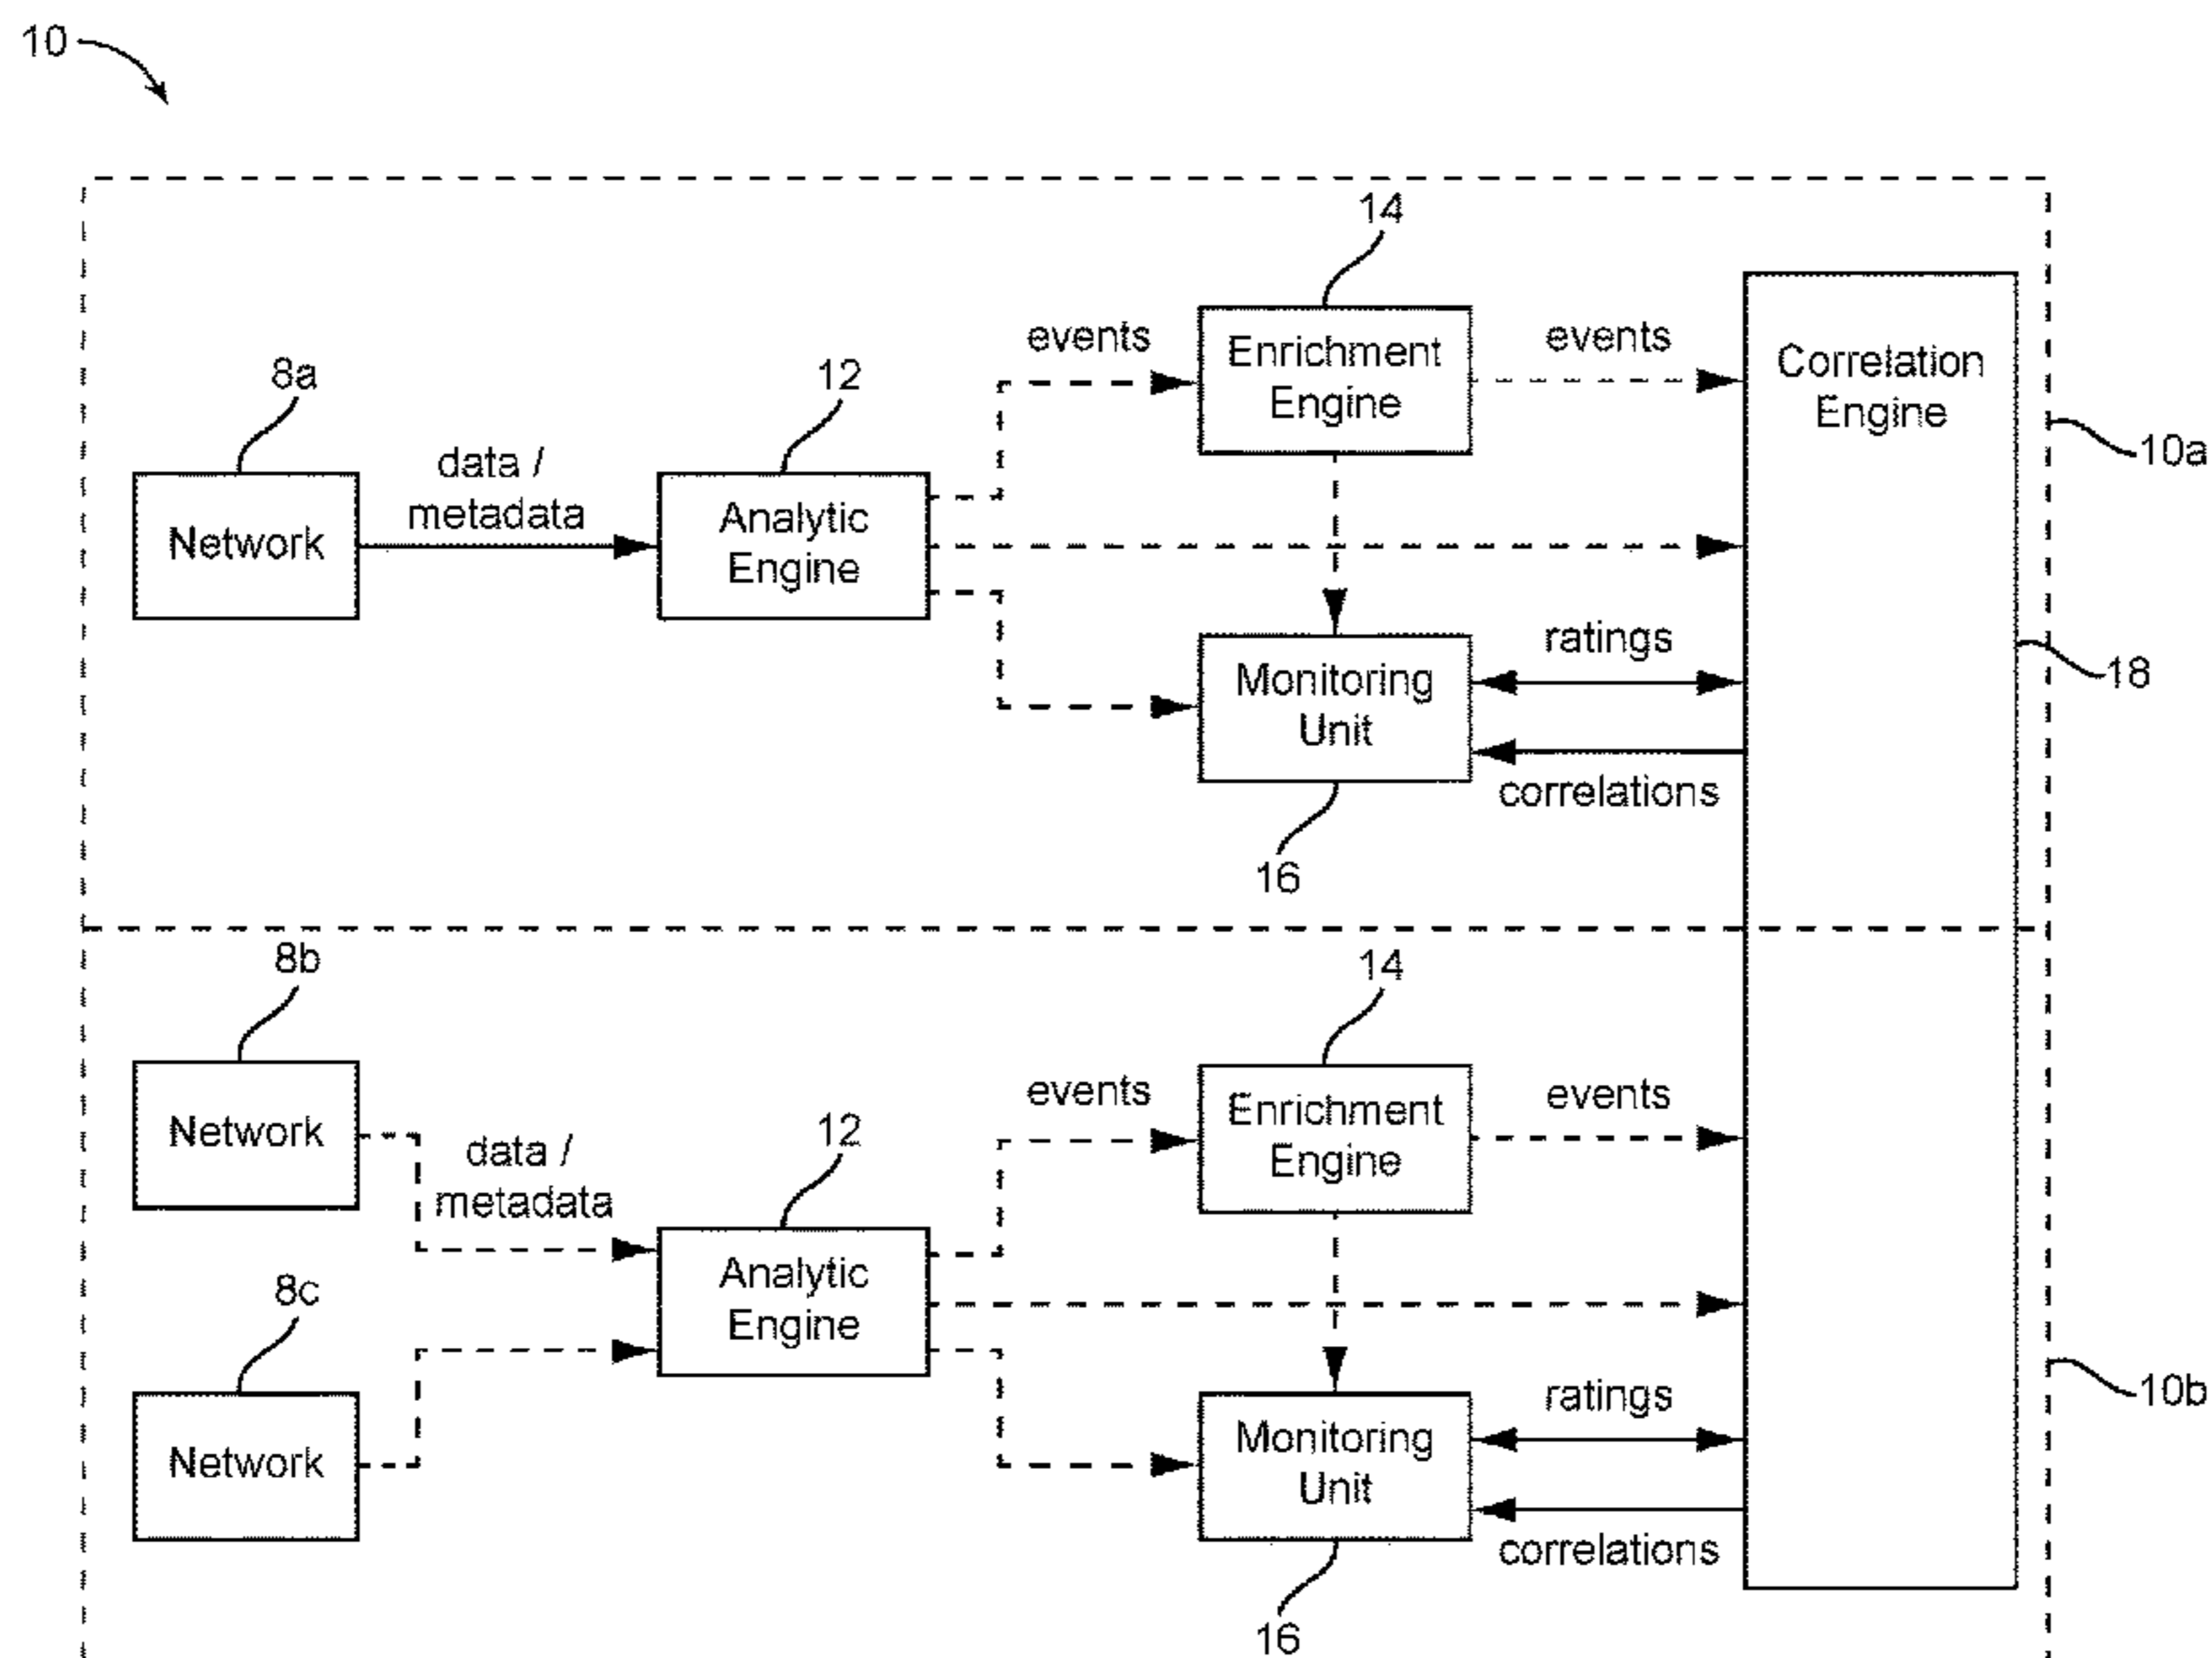 10
14
events
Enrichment
Engine
events
Correlation
Engine
10a
8a
12
data /
metadata
Network
Analytic
Engine
ratings
Monitoring
Unit
18
correlations
16
8b
14
events
Enrichment
Engine
events
Network
data /
metadata
12
Analytic
Engine
8c
Network
ratings
Monitoring
Unit
10b
correlations
16